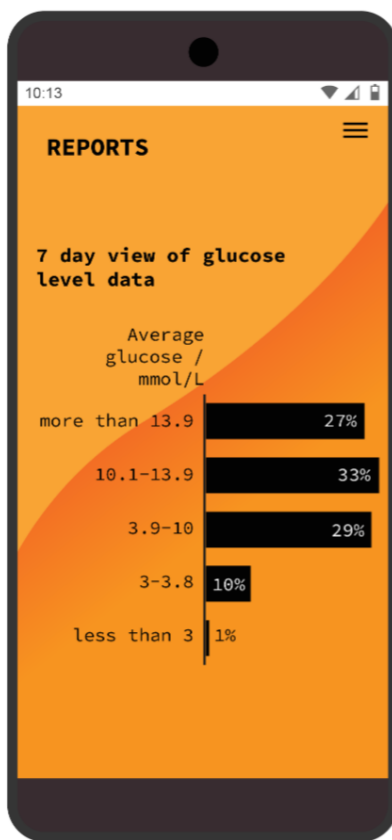 10:13
REPORTS
7 day view of glucose
level data
Average
glucose /
mmol/L
more than 13.9 27%
10.1-13.9 33%
3.9-10 29%
3-3.8 10%
less than 3 1%